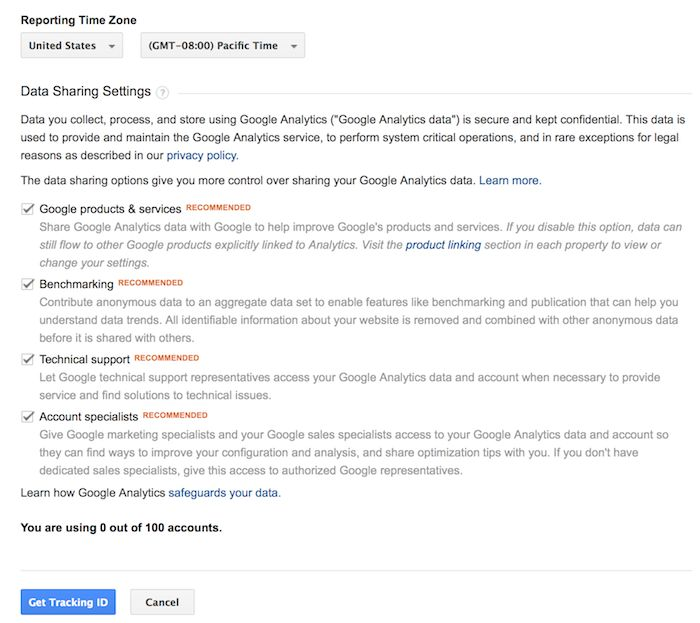 Reporting Time Zone
United States (GMT-08:00) Pacific Time
Data Sharing Settings ?
Data you collect, process, and store using Google Analytics ("Google Analytics data") is secure and kept confidential. This data is
used to provide and maintain the Google Analytics service, to perform system critical operations, and in rare exceptions for legal
reasons as described in our privacy policy.
The data sharing options give you more control over sharing your Google Analytics data. Learn more.
Google products & services RECOMMENDED
Share Google Analytics data with Google to help improve Google's products and services. If you disable this option, data can
still flow to other Google products explicitly linked to Analytics. Visit the product linking section in each property to view or
change your settings.
Benchmarking RECOMMENDED
Contribute anonymous data to an aggregate data set to enable features like benchmarking and publication that can help you
understand data trends. All identifiable information about your website is removed and combined with other anonymous data
before it is shared with others.
Technical support RECOMMENDED
Let Google technical support representatives access your Google Analytics data and account when necessary to provide
service and find solutions to technical issues.
Account specialists RECOMMENDED
Give Google marketing specialists and your Google sales specialists access to your Google Analytics data and account so
they can find ways to improve your configuration and analysis, and share optimization tips with you. If you don't have
dedicated sales specialists, give this access to authorized Google representatives.
Learn how Google Analytics safeguards your data.
You are using 0 out of 100 accounts.
Get Tracking ID Cancel